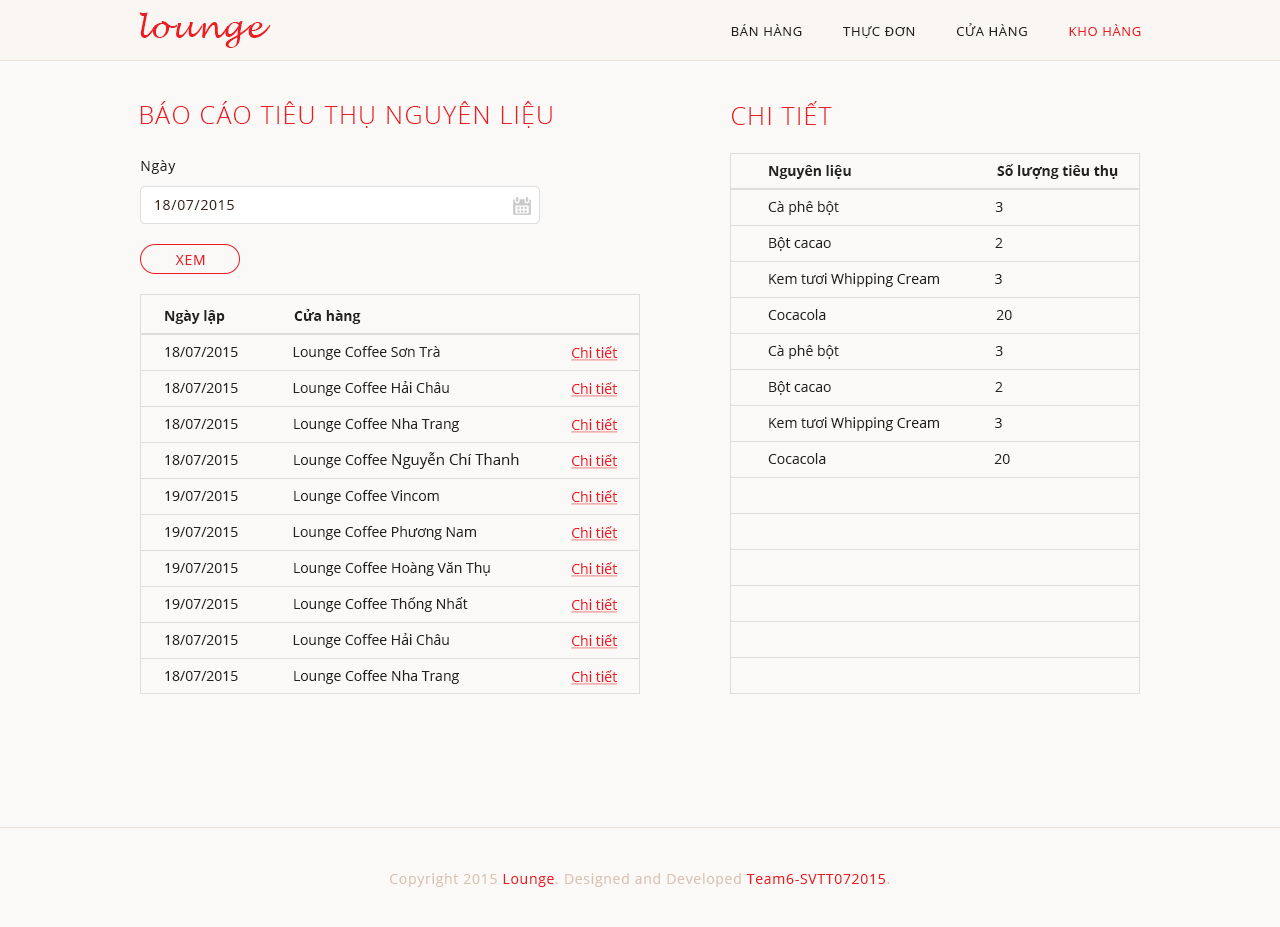 lounge
BÁN HÀNG THỰC ĐƠN CỬA HÀNG KHO HÀNG
BÁO CÁO TIÊU THỤ NGUYÊN LIỆU
Ngày
18/07/2015
XEM
Ngày lập Cửa hàng
18/07/2015 Lounge Coffee Sơn Trà Chi tiết
18/07/2015 Lounge Coffee Hải Châu Chi tiết
18/07/2015 Lounge Coffee Nha Trang Chi tiết
18/07/2015 Lounge Coffee Nguyễn Chí Thanh Chi tiết
19/07/2015 Lounge Coffee Vincom Chi tiết
19/07/2015 Lounge Coffee Phương Nam Chi tiết
19/07/2015 Lounge Coffee Hoàng Văn Thụ Chi tiết
19/07/2015 Lounge Coffee Thống Nhất Chi tiết
18/07/2015 Lounge Coffee Hải Châu Chi tiết
18/07/2015 Lounge Coffee Nha Trang Chi tiết
CHI TIẾT
Nguyên liệu Số lượng tiêu thụ
Cà phê bột 3
Bột cacao 2
Kem tươi Whipping Cream 3
Cocacola 20
Cà phê bột 3
Bột cacao 2
Kem tươi Whipping Cream 3
Cocacola 20
Copyright 2015 Lounge. Designed and Developed Team6-SVTT072015.